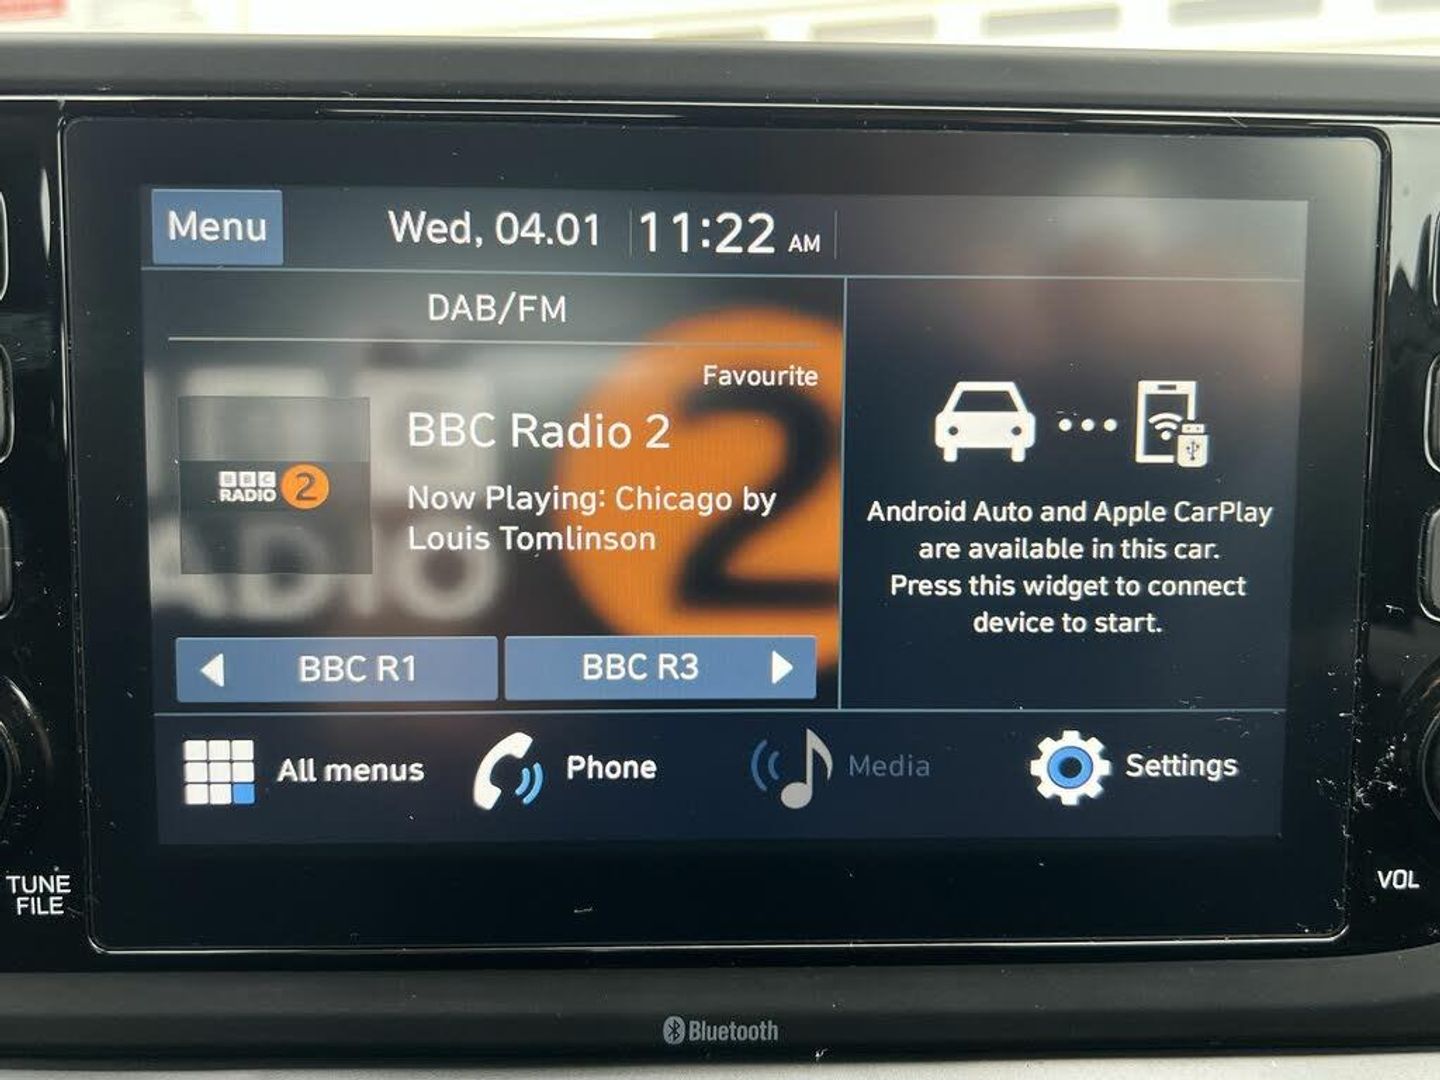 Menu
Wed, 04.01
11:22 AM
DAB/FM
Favourite
BBC
RADIO 2
BBC Radio 2
Now Playing: Chicago by
Louis Tomlinson
ADIO
2
BBC R1
BBC R3
Android Auto and Apple CarPlay
are available in this car.
Press this widget to connect
device to start.
All menus
Phone
Media
Settings
TUNE
FILE
VOL
Bluetooth